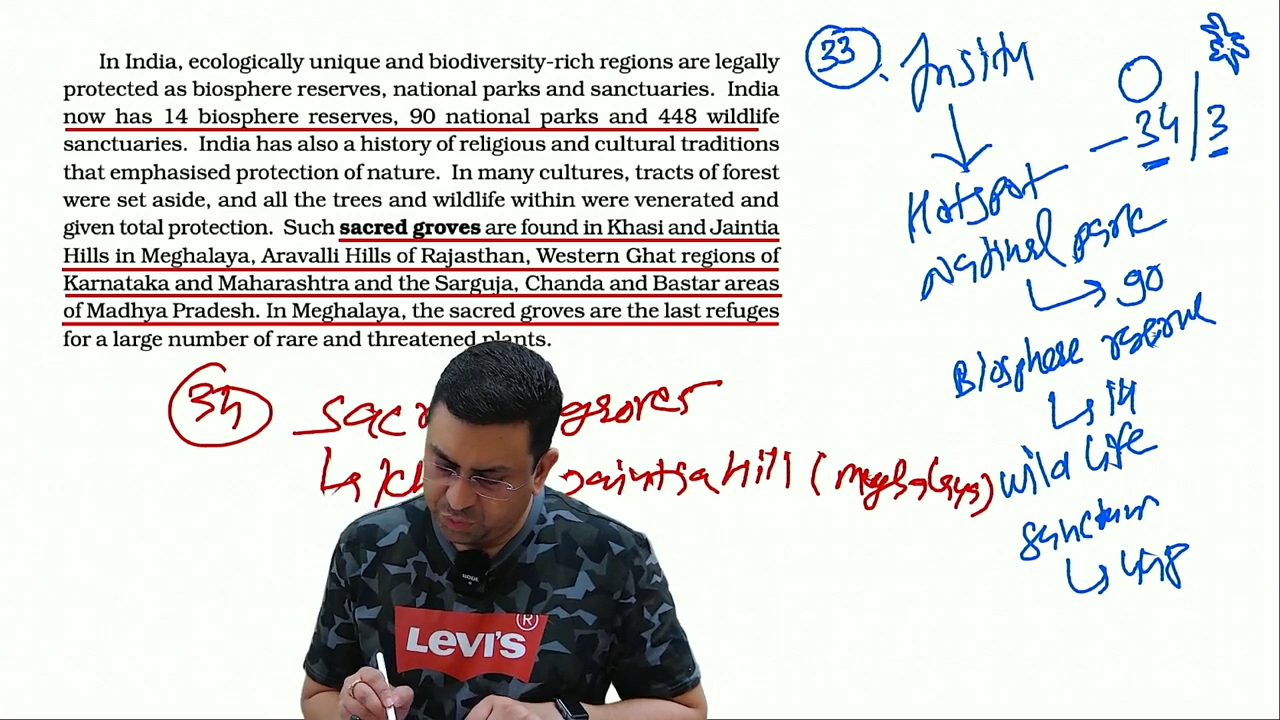 In India, ecologically unique and biodiversity-rich regions are legally
protected as biosphere reserves, national parks and sanctuaries. India
now has 14 biosphere reserves, 90 national parks and 448 wildlife
sanctuaries. India has also a history of religious and cultural traditions
that emphasised protection of nature. In many cultures, tracts of forest
were set aside, and all the trees and wildlife within were venerated and
given total protection. Such sacred groves are found in Khasi and Jaintia
Hills in Meghalaya, Aravalli Hills of Rajasthan, Western Ghat regions of
Karnataka and Maharashtra and the Sarguja, Chanda and Bastar areas
of Madhya Pradesh. In Meghalaya, the sacred groves are the last refuges
for a large number of rare and threatened plants.
33. Insitu
Hotspot - 34/3
National park
90
Biosphere reserve
14
wild life
448
34 groves
Jaintia Hill (Meghalaya)
LEVI'S ®